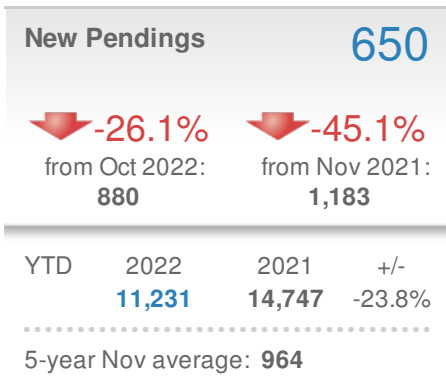 New Pendings 650
-26.1% -45.1%
from Oct 2022: from Nov 2021:
880 1,183
YTD 2022 2021 +/-
11,231 14,747 -23.8%
5-year Nov average: 964